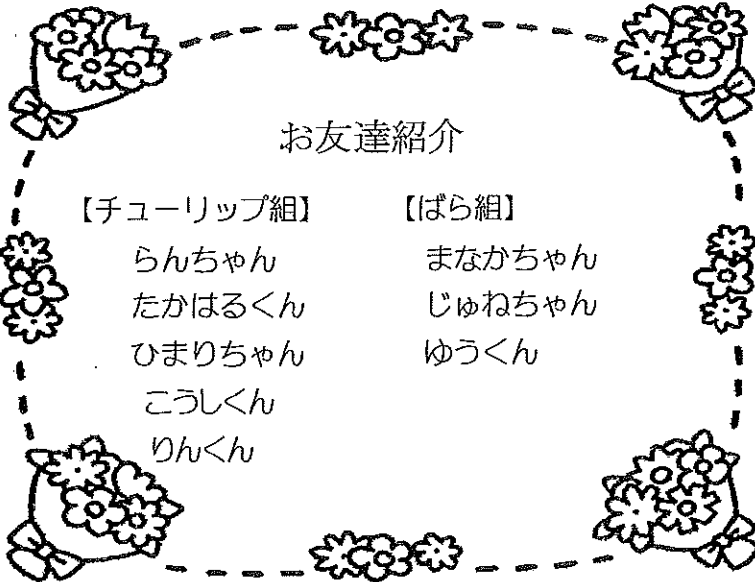 お友達紹介
【チューリップ組】
らんちゃん
たかはるくん
ひまりちゃん
こうしくん
りんくん
【ばら組】
まなかちゃん
じゅねちゃん
ゆうくん